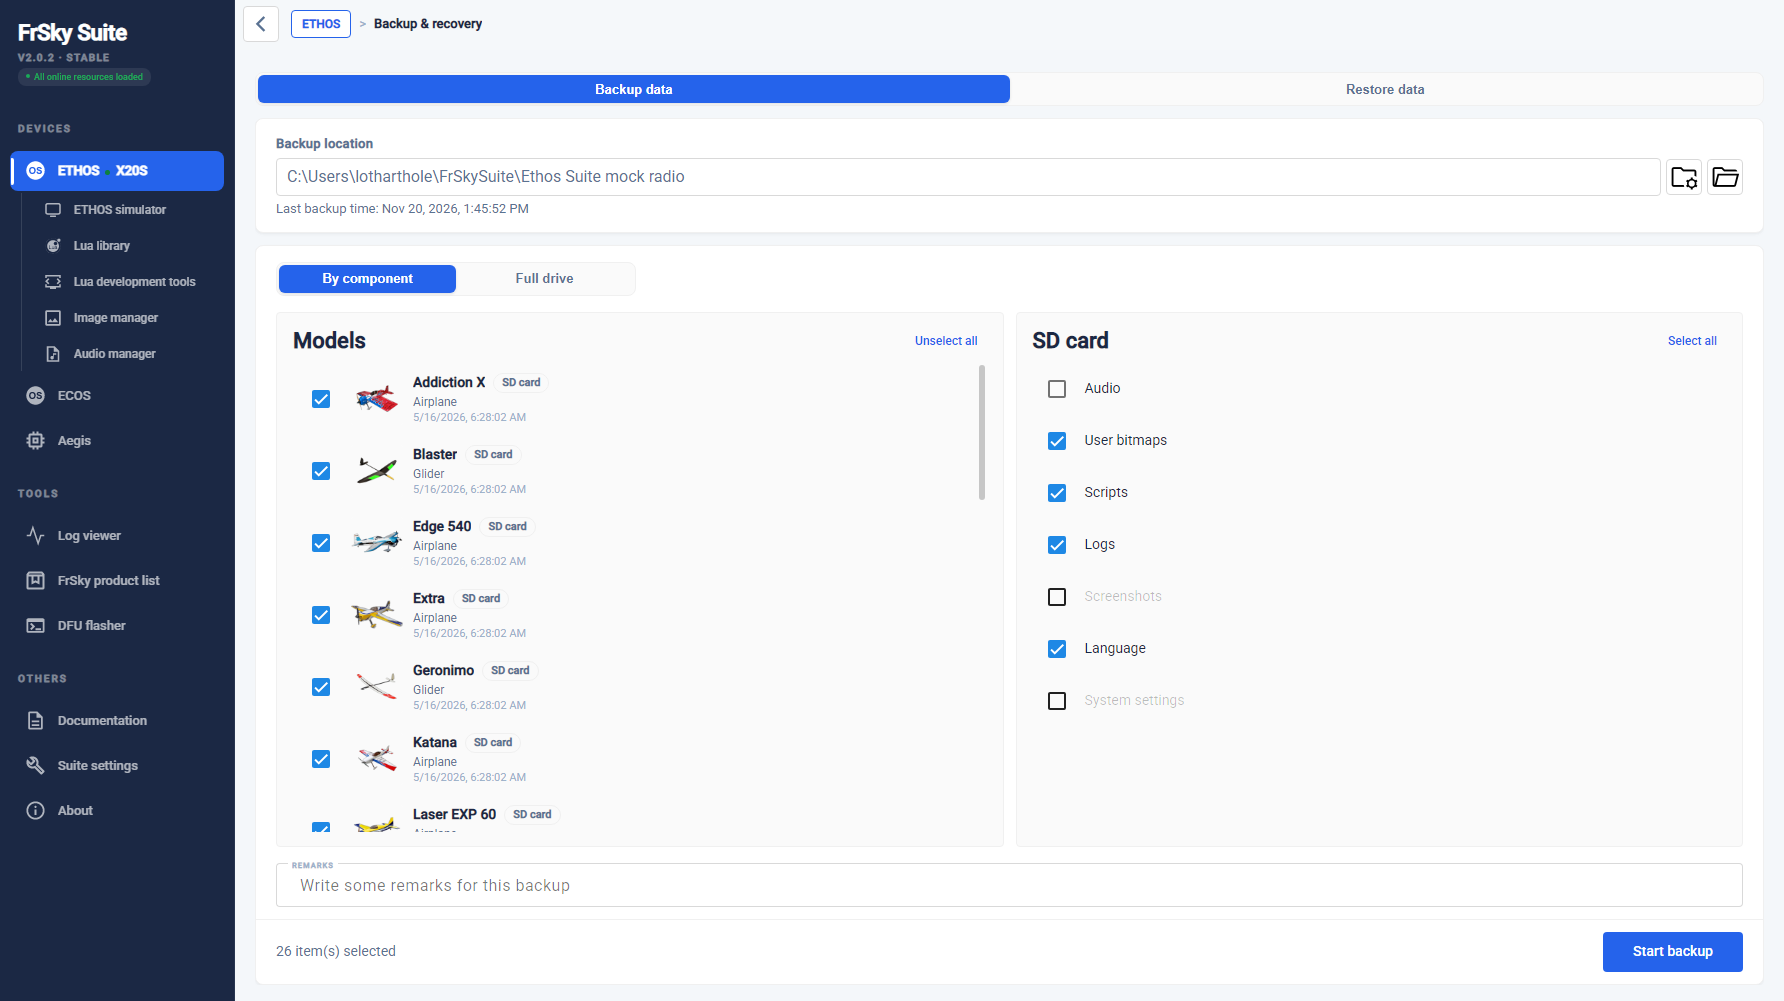 FrSky Suite
V2.0.2 · STABLE
All online resources loaded
DEVICES
ETHOS X20S
ETHOS simulator
Lua library
Lua development tools
Image manager
Audio manager
ECOS
Aegis
TOOLS
Log viewer
FrSky product list
DFU flasher
OTHERS
Documentation
Suite settings
About
ETHOS > Backup & recovery
Backup data
Restore data
Backup location
C:\Users\lotharthole\FrSkySuite\Ethos Suite mock radio
Last backup time: Nov 20, 2026, 1:45:52 PM
By component
Full drive
Models
Unselect all
Addiction X SD card
Airplane
5/16/2026, 6:28:02 AM
Blaster SD card
Glider
5/16/2026, 6:28:02 AM
Edge 540 SD card
Airplane
5/16/2026, 6:28:02 AM
Extra SD card
Airplane
5/16/2026, 6:28:02 AM
Geronimo SD card
Glider
5/16/2026, 6:28:02 AM
Katana SD card
Airplane
5/16/2026, 6:28:02 AM
Laser EXP 60 SD card
SD card
Select all
Audio
User bitmaps
Scripts
Logs
Screenshots
Language
System settings
REMARKS
Write some remarks for this backup
26 item(s) selected
Start backup